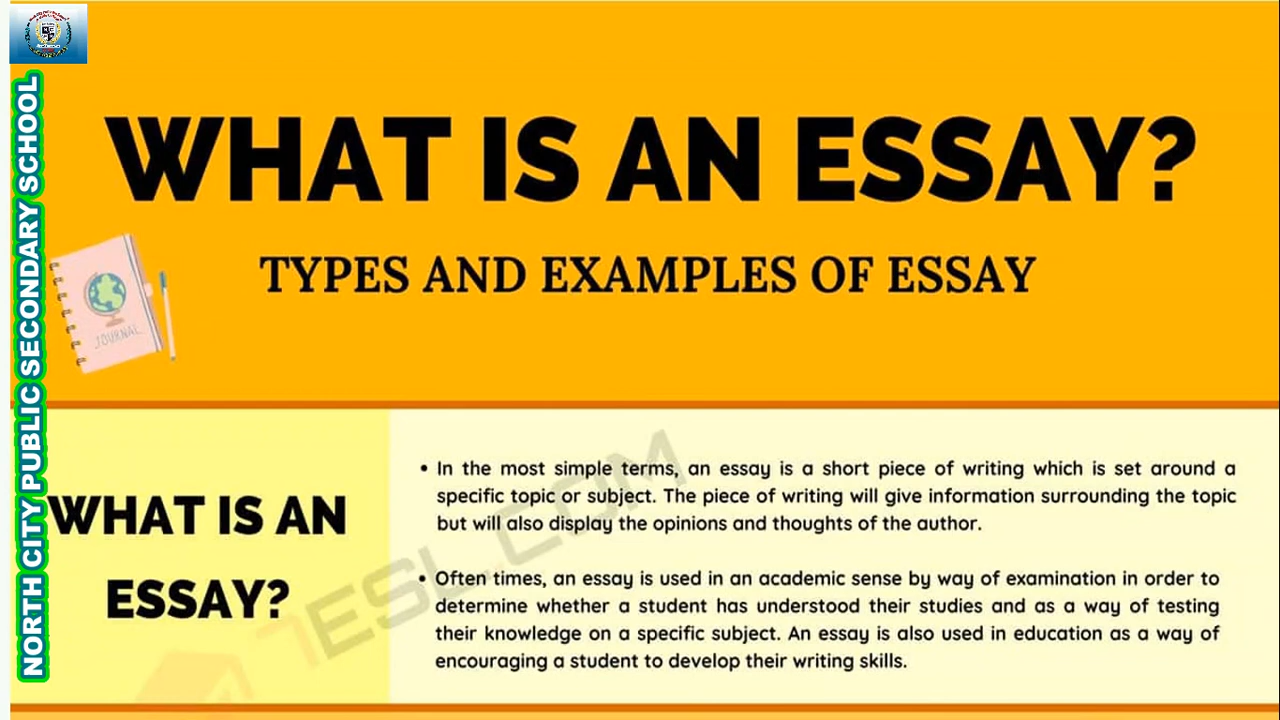 NORTH CITY PUBLIC SECONDARY SCHOOL
WHAT IS AN ESSAY?
TYPES AND EXAMPLES OF ESSAY
JOURNAL
WHAT IS AN
ESSAY?
• In the most simple terms, an essay is a short piece of writing which is set around a
specific topic or subject. The piece of writing will give information surrounding the topic
but will also display the opinions and thoughts of the author.
• Often times, an essay is used in an academic sense by way of examination in order to
determine whether a student has understood their studies and as a way of testing
their knowledge on a specific subject. An essay is also used in education as a way of
encouraging a student to develop their writing skills.
7ESL.COM